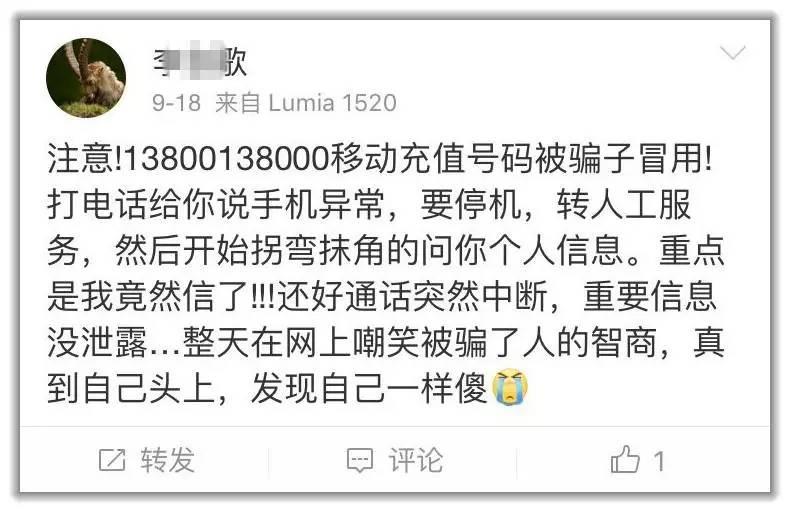 李歌
9-18 来自 Lumia 1520
注意!13800138000移动充值号码被骗子冒用!
打电话给你说手机异常，要停机，转人工服
务，然后开始拐弯抹角的问你个人信息。重点
是我竟然信了!!!还好通话突然中断，重要信息
没泄露...整天在网上嘲笑被骗了人的智商，真
到自己头上，发现自己一样傻😭
转发
评论
1